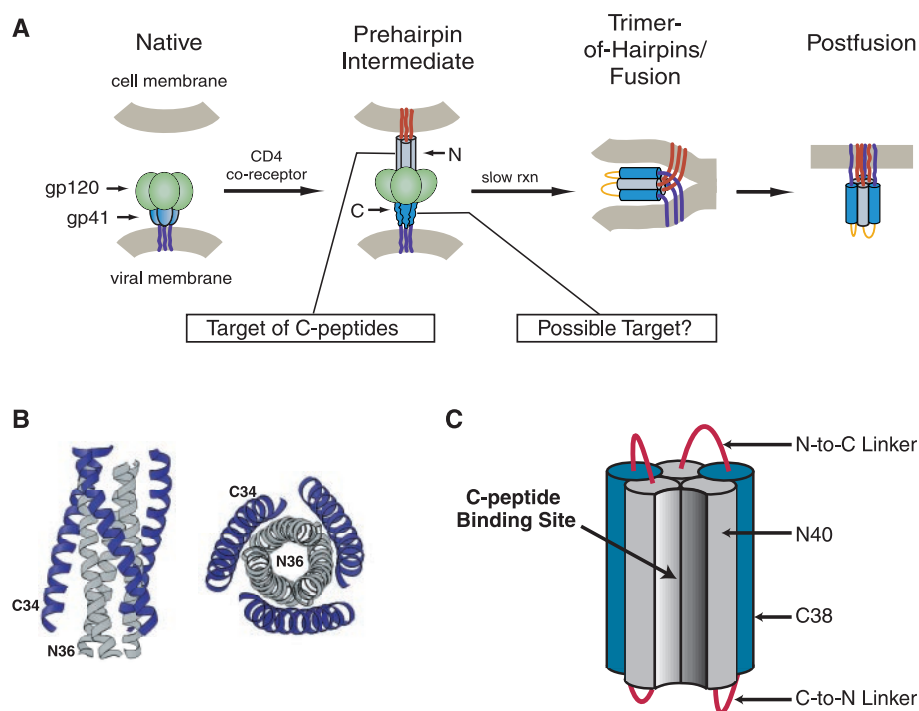 A
Native
Prehairpin
Intermediate
Trimer-
of-Hairpins/
Fusion
Postfusion
cell membrane
CD4
co-receptor
N
gp120
slow rxn
C
gp41
viral membrane
Target of C-peptides
Possible Target?
B
C34
N36
C34
N36
C
N-to-C Linker
C-peptide
Binding Site
N40
C38
C-to-N Linker